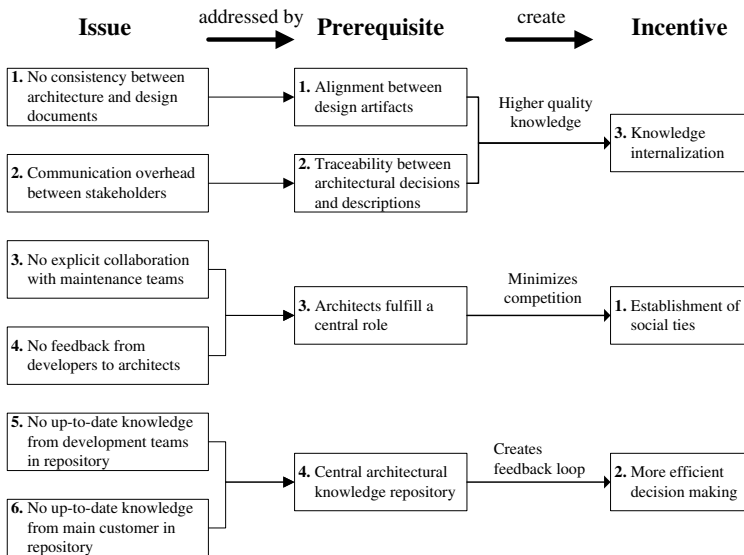 addressed by
create
Issue
Prerequisite
Incentive
1. No consistency between
architecture and design
documents
1. Alignment between
design artifacts
Higher quality
knowledge
3. Knowledge
internalization
2. Communication overhead
between stakeholders
2. Traceability between
architectural decisions
and descriptions
3. No explicit collaboration
with maintenance teams
4. No feedback from
developers to architects
3. Architects fulfill a
central role
Minimizes
competition
1. Establishment of
social ties
5. No up-to-date knowledge
from development teams
in repository
6. No up-to-date knowledge
from main customer in
repository
4. Central architectural
knowledge repository
Creates
feedback loop
2. More efficient
decision making